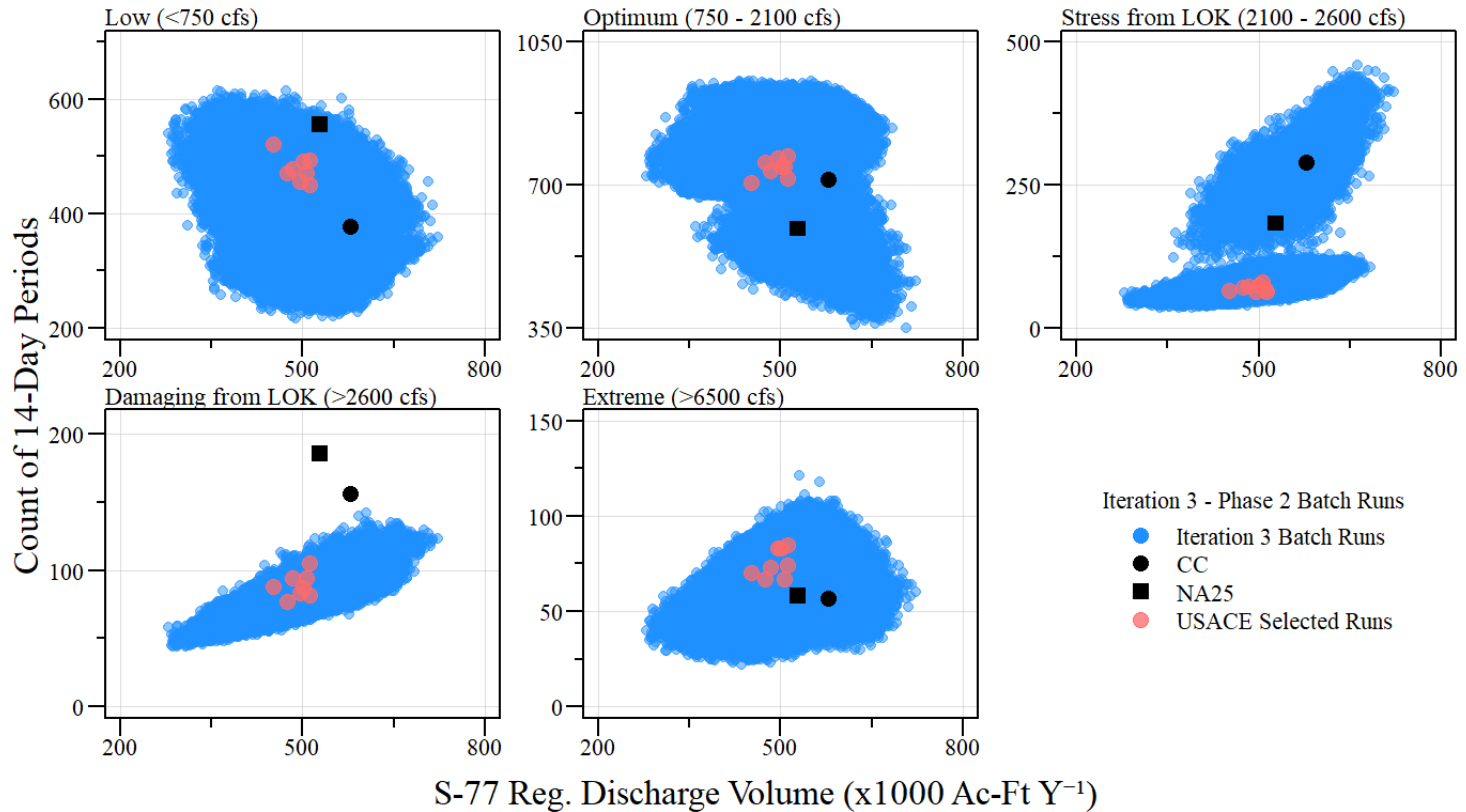 Low (<750 cfs)
Optimum (750 - 2100 cfs)
Stress from LOK (2100 - 2600 cfs)
600
400
200
200
500
800
1050
700
350
200
500
800
500
250
0
200
500
800
Damaging from LOK (>2600 cfs)
Extreme (>6500 cfs)
200
100
0
200
500
800
150
100
50
0
200
500
800
Iteration 3 - Phase 2 Batch Runs
Iteration 3 Batch Runs
CC
NA25
USACE Selected Runs
Count of 14-Day Periods
S-77 Reg. Discharge Volume (x1000 Ac-Ft Y⁻¹)